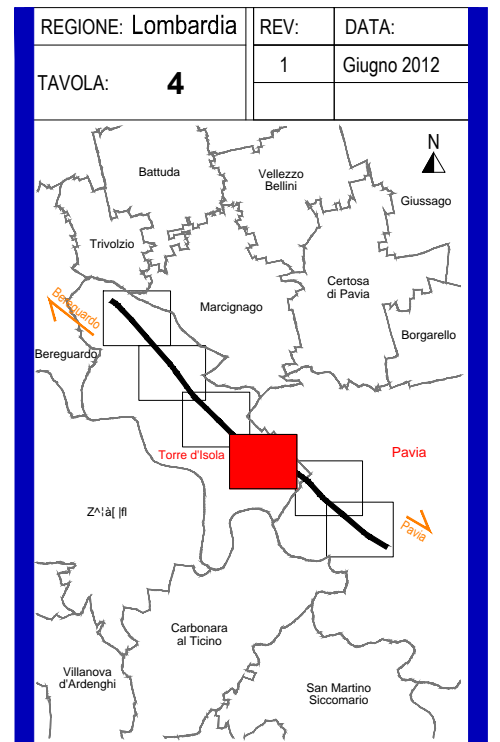 REGIONE: Lombardia
REV:
DATA:
TAVOLA: 4
1
Giugno 2012
N
Battuda
Vellezzo
Bellini
Giussago
Trivolzio
Certosa
di Pavia
Bereguardo
Marcignago
Borgarello
Bereguardo
Torre d'Isola
Pavia
Z^¦à[ |fl
Pavia
Carbonara
al Ticino
Villanova
d'Ardenghi
San Martino
Siccomario